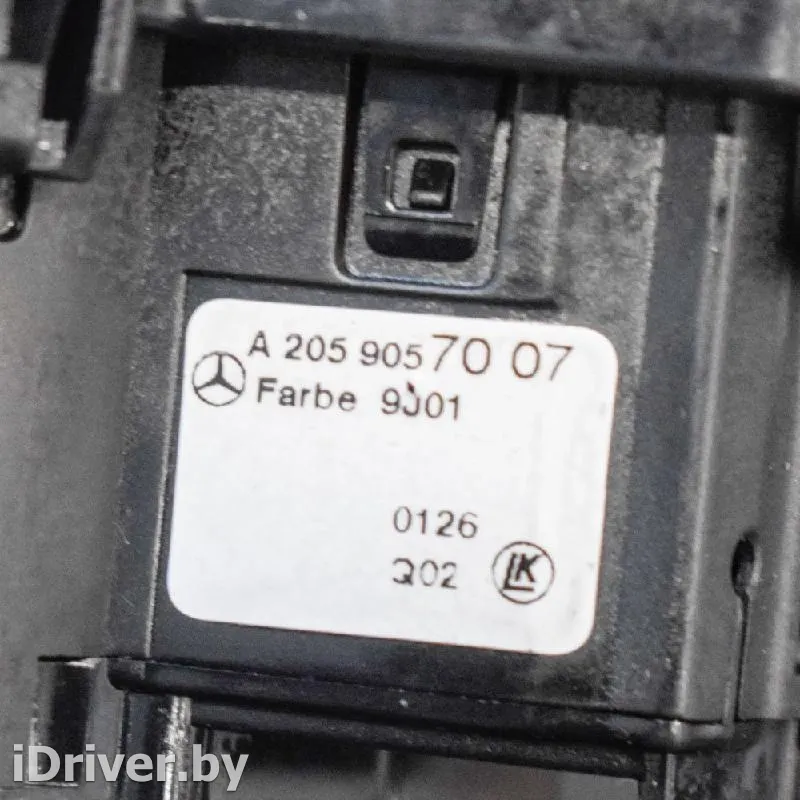 A 205 905 70 07
Farbe 9J01
0126
Q02
LK
iDriver.by